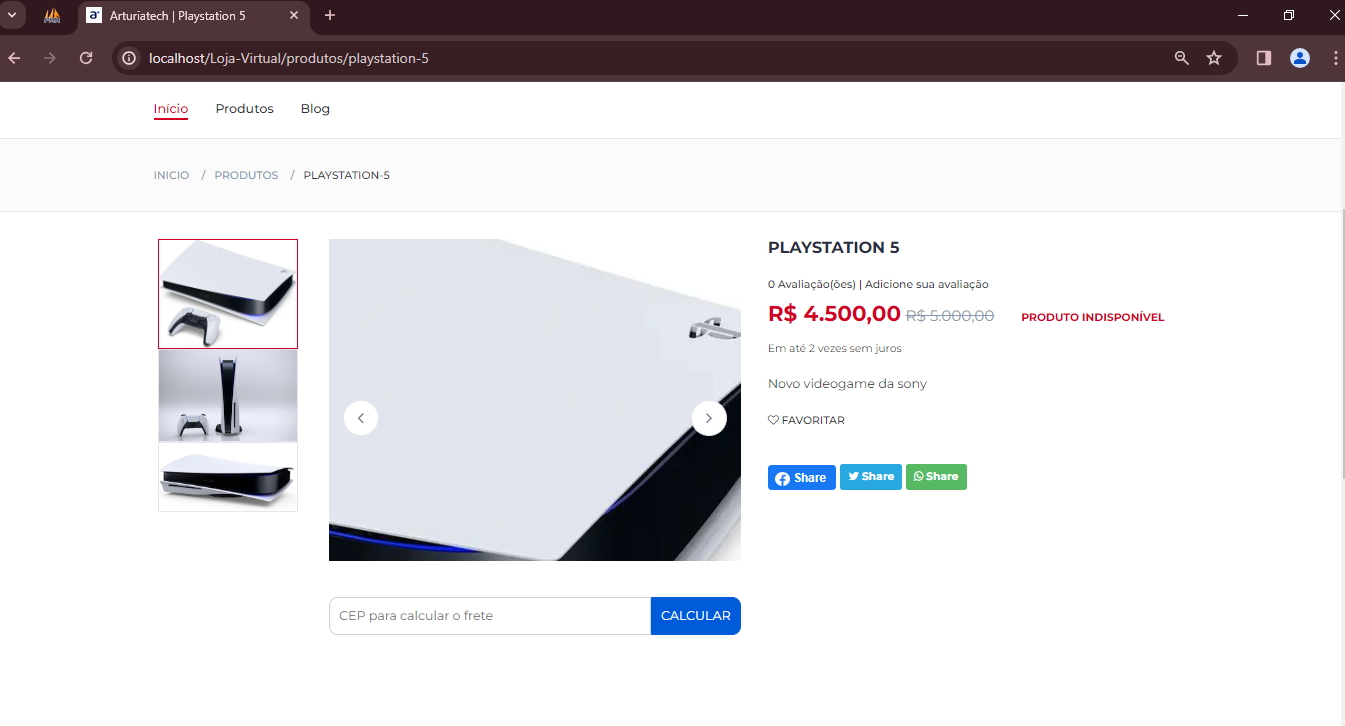 Arturiatech | Playstation 5
localhost/Loja-Virtual/produtos/playstation-5
Início Produtos Blog
INICIO / PRODUTOS / PLAYSTATION-5
PLAYSTATION 5
0 Avaliação(ões) | Adicione sua avaliação
R$ 4.500,00 R$ 5.000,00 PRODUTO INDISPONÍVEL
Em até 2 vezes sem juros
Novo videogame da sony
FAVORITAR
Share Share Share
CEP para calcular o frete CALCULAR